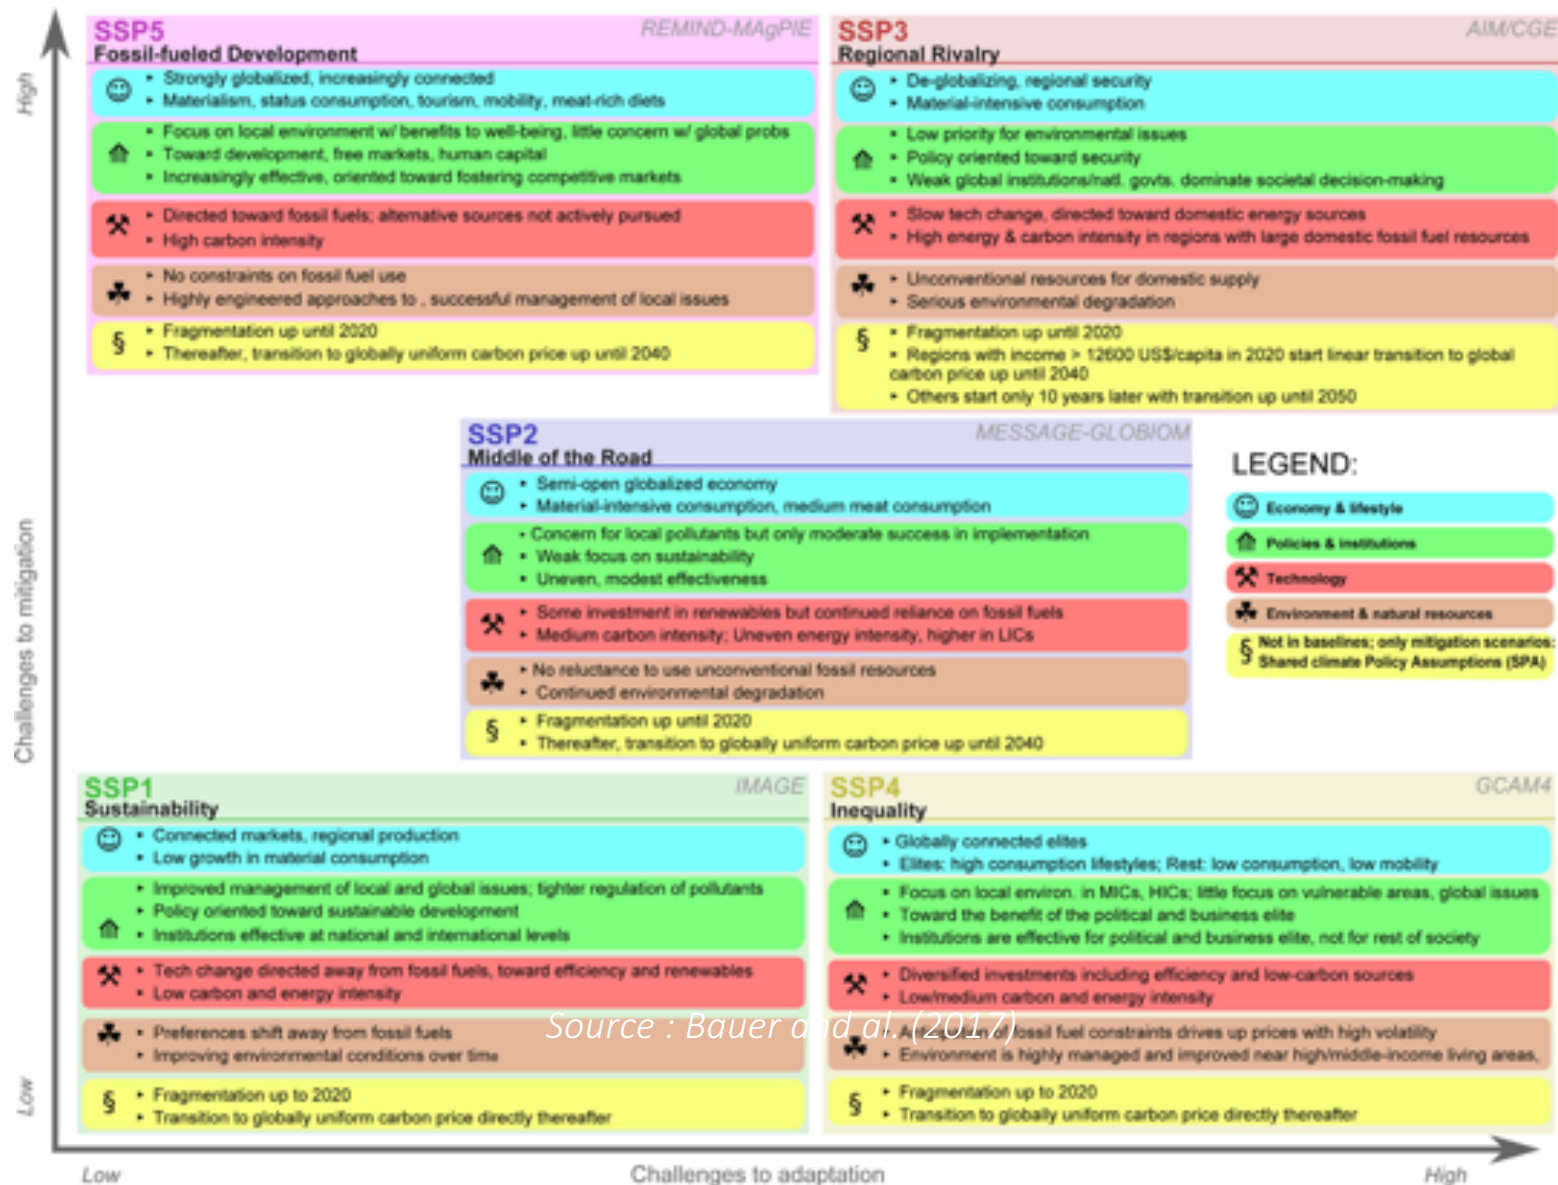 SSP5 REMIND-MAgPIE
Fossil-fueled Development
Strongly globalized, increasingly connected
Materialism, status consumption, tourism, mobility, meat-rich diets
Focus on local environment w/ benefits to well-being, little concern w/ global probs
Toward development, free markets, human capital
Increasingly effective, oriented toward fostering competitive markets
Directed toward fossil fuels; alternative sources not actively pursued
High carbon intensity
No constraints on fossil fuel use
Highly engineered approaches to , successful management of local issues
§ Fragmentation up until 2020
Thereafter, transition to globally uniform carbon price up until 2040
SSP3 AIM/CGE
Regional Rivalry
De-globalizing, regional security
Material-intensive consumption
Low priority for environmental issues
Policy oriented toward security
Weak global institutions/natl. govts. dominate societal decision-making
Slow tech change, directed toward domestic energy sources
High energy & carbon intensity in regions with large domestic fossil fuel resources
Unconventional resources for domestic supply
Serious environmental degradation
§ Fragmentation up until 2020
Regions with income > 12600 US$/capita in 2020 start linear transition to global
carbon price up until 2040
Others start only 10 years later with transition up until 2050
SSP2 MESSAGE-GLOBIOM
Middle of the Road
Semi-open globalized economy
Material-intensive consumption, medium meat consumption
Concern for local pollutants but only moderate success in implementation
Weak focus on sustainability
Uneven, modest effectiveness
Some investment in renewables but continued reliance on fossil fuels
Medium carbon intensity; Uneven energy intensity, higher in LICs
No reluctance to use unconventional fossil resources
Continued environmental degradation
§ Fragmentation up until 2020
Thereafter, transition to globally uniform carbon price up until 2040
LEGEND:
Economy & lifestyle
Policies & institutions
Technology
Environment & natural resources
§ Not in baselines; only mitigation scenarios:
Shared climate Policy Assumptions (SPA)
SSP1 IMAGE
Sustainability
Connected markets, regional production
Low growth in material consumption
Improved management of local and global issues; tighter regulation of pollutants
Policy oriented toward sustainable development
Institutions effective at national and international levels
Tech change directed away from fossil fuels, toward efficiency and renewables
Low carbon and energy intensity
Preferences shift away from fossil fuels
Improving environmental conditions over time
§ Fragmentation up to 2020
Transition to globally uniform carbon price directly thereafter
SSP4 GCAM4
Inequality
Globally connected elites
Elites: high consumption lifestyles; Rest: low consumption, low mobility
Focus on local environ. in MICs, HICs; little focus on vulnerable areas, global issues
Toward the benefit of the political and business elite
Institutions are effective for political and business elite, not for rest of society
Diversified investments including efficiency and low-carbon sources
Low/medium carbon and energy intensity
fossil fuel constraints drives up prices with high volatility
Environment is highly managed and improved near high/middle-income living areas,
§ Fragmentation up to 2020
Transition to globally uniform carbon price directly thereafter
Source : Bauer and al. (2017)
High
Challenges to mitigation
Low
Low
Challenges to adaptation
High